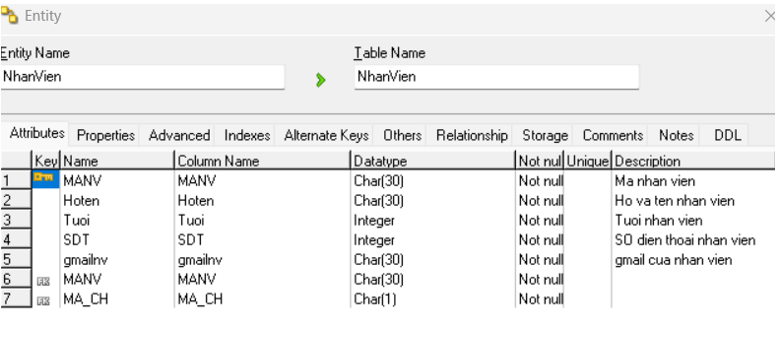 Entity
Entity Name Table Name
NhanVien NhanVien
Attributes Properties Advanced Indexes Alternate Keys Others Relationship Storage Comments Notes DDL
Key Name Column Name Datatype Not nul Unique Description
1 MANV MANV Char(30) Not null Ma nhan vien
2 Hoten Hoten Char(30) Not null Ho va ten nhan vien
3 Tuoi Tuoi Integer Not null Tuoi nhan vien
4 SDT SDT Integer Not null SO dien thoai nhan vien
5 gmailnv gmailnv Char(30) Not null gmail cua nhan vien
6 MANV MANV Char(30) Not null
7 MA_CH MA_CH Char(1) Not null